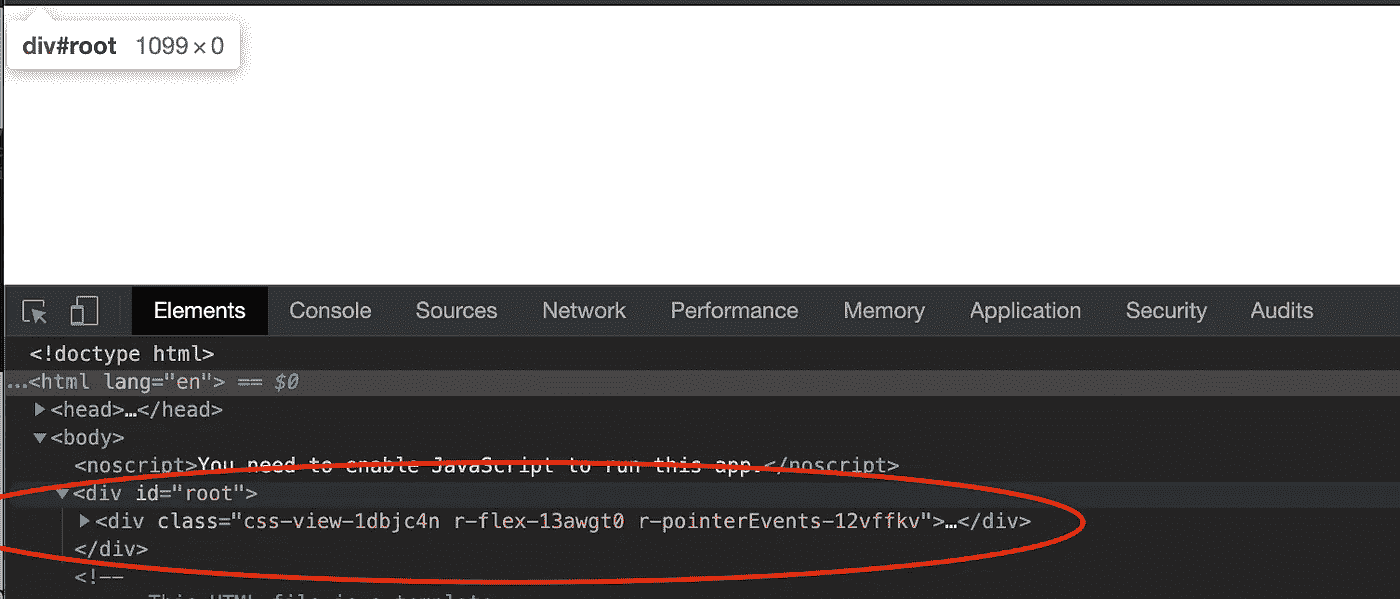 div#root 1099 × 0
Elements Console Sources Network Performance Memory Application Security Audits
<!doctype html>
…<html lang="en"> == $0
▶<head>…</head>
▼<body>
<noscript>You need to enable JavaScript to run this app.</noscript>
▼<div id="root">
▶<div class="css-view-1dbjc4n r-flex-13awgt0 r-pointerEvents-12vffkv">…</div>
</div>
<!--
This HTML file is a template